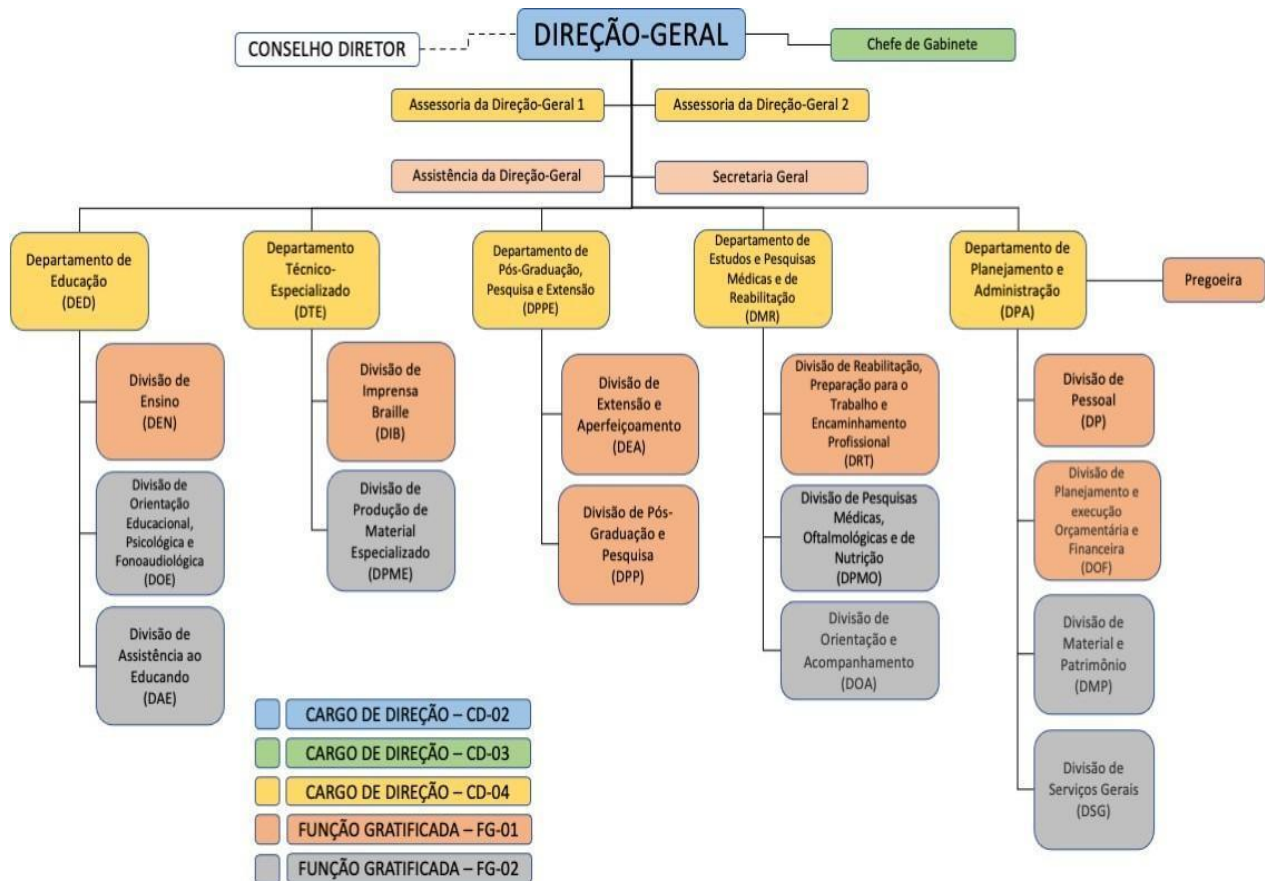 DIREÇÃO-GERAL
CONSELHO DIRETOR
Chefe de Gabinete
Assessoria da Direção-Geral 1
Assessoria da Direção-Geral 2
Assistência da Direção-Geral
Secretaria Geral
Departamento de
Educação
(DED)
Departamento
Técnico-
Especializado
(DTE)
Departamento de
Pós-Graduação,
Pesquisa e Extensão
(DPPE)
Departamento de
Estudos e Pesquisas
Médicas e de
Reabilitação
(DMR)
Departamento de
Planejamento e
Administração
(DPA)
Pregoeira
Divisão de
Ensino
(DEN)
Divisão de
Orientação
Educacional,
Psicológica e
Fonoaudiológica
(DOE)
Divisão de
Assistência ao
Educando
(DAE)
Divisão de
Imprensa
Braille
(DIB)
Divisão de
Produção de
Material
Especializado
(DPME)
Divisão de
Extensão e
Aperfeiçoamento
(DEA)
Divisão de Pós-
Graduação e
Pesquisa
(DPP)
Divisão de Reabilitação,
Preparação para o
Trabalho e
Encaminhamento
Profissional
(DRT)
Divisão de Pesquisas
Médicas,
Oftalmológicas e de
Nutrição
(DPMO)
Divisão de
Orientação e
Acompanhamento
(DOA)
Divisão de
Pessoal
(DP)
Divisão de
Planejamento e
execução
Orçamentária e
Financeira
(DOF)
Divisão de
Material e
Patrimônio
(DMP)
Divisão de
Serviços Gerais
(DSG)
CARGO DE DIREÇÃO – CD-02
CARGO DE DIREÇÃO – CD-03
CARGO DE DIREÇÃO – CD-04
FUNÇÃO GRATIFICADA – FG-01
FUNÇÃO GRATIFICADA – FG-02